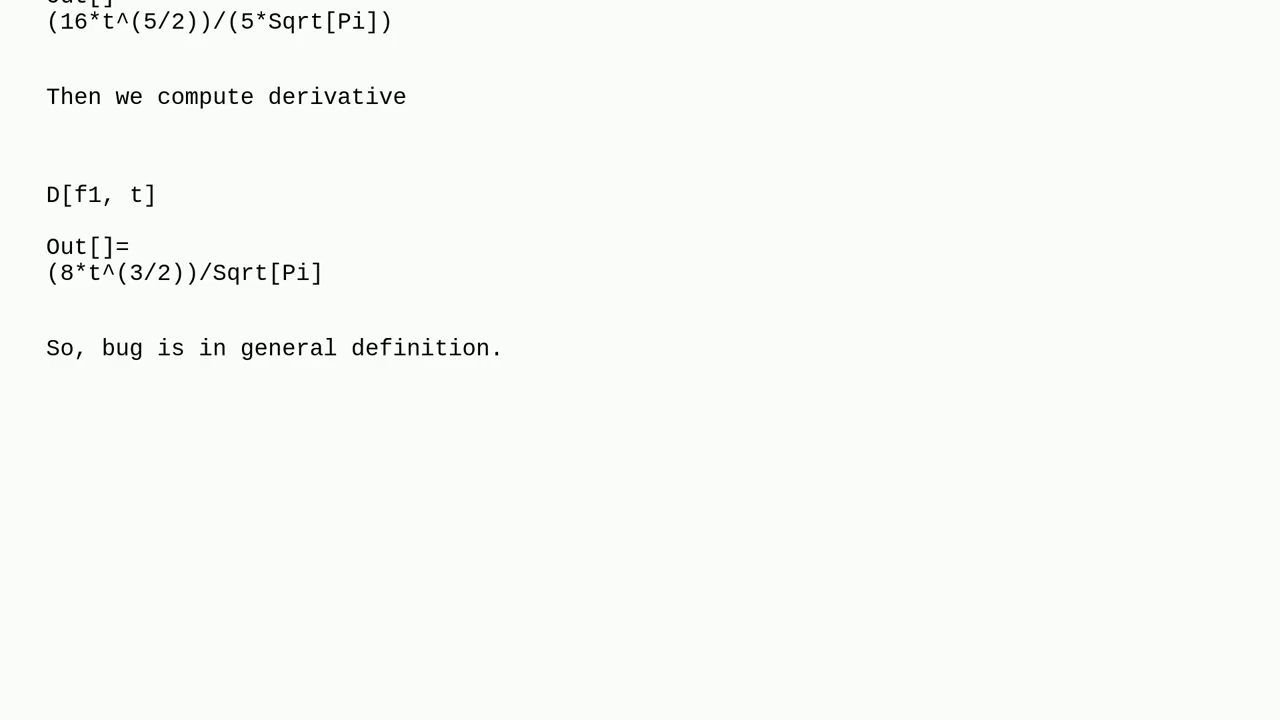 (16*t^(5/2))/(5*Sqrt[Pi])
Then we compute derivative
D[f1, t]
Out[]=
(8*t^(3/2))/Sqrt[Pi]
So, bug is in general definition.